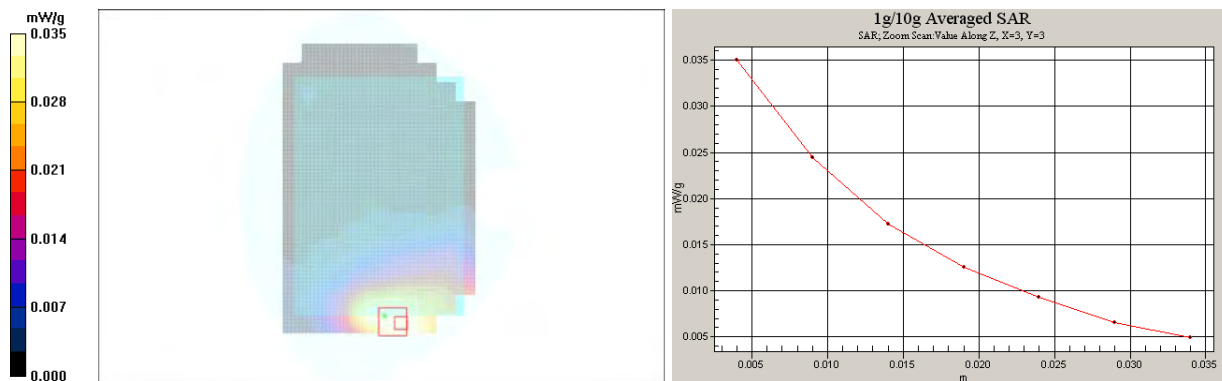 mW/g
0.035
0.028
0.021
0.014
0.007
0.000
1g/10g Averaged SAR
SAR; Zoom Scan:Value Along Z, X=3, Y=3
0.035
0.030
0.025
0.020
0.015
0.010
0.005
mW/g
0.005 0.010 0.015 0.020 0.025 0.030 0.035
m